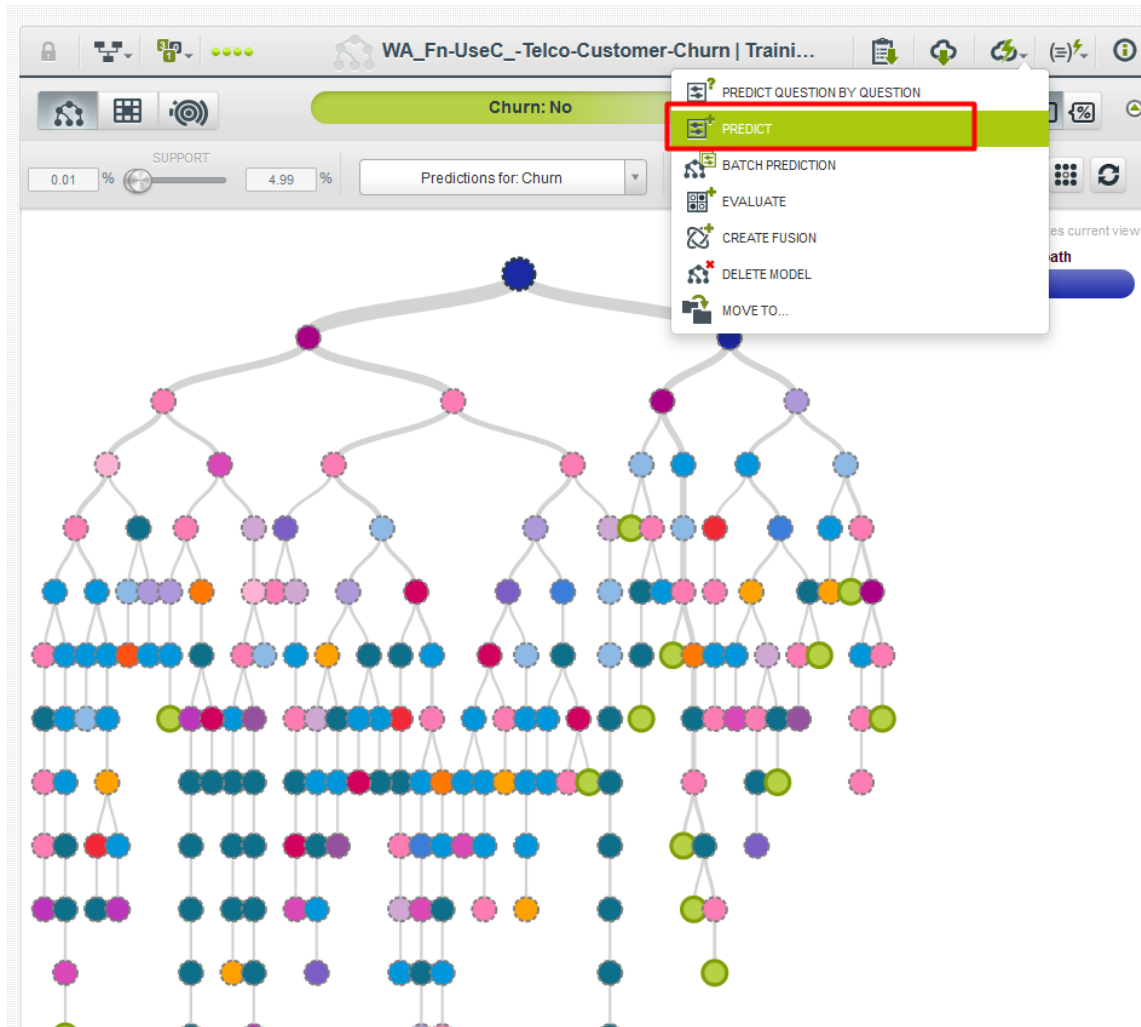 WA_Fn-UseC_-Telco-Customer-Churn | Traini...
Churn: No
PREDICT QUESTION BY QUESTION
PREDICT
BATCH PREDICTION
EVALUATE
CREATE FUSION
DELETE MODEL
MOVE TO...
SUPPORT
0.01 %
4.99 %
Predictions for: Churn
es current view
ath